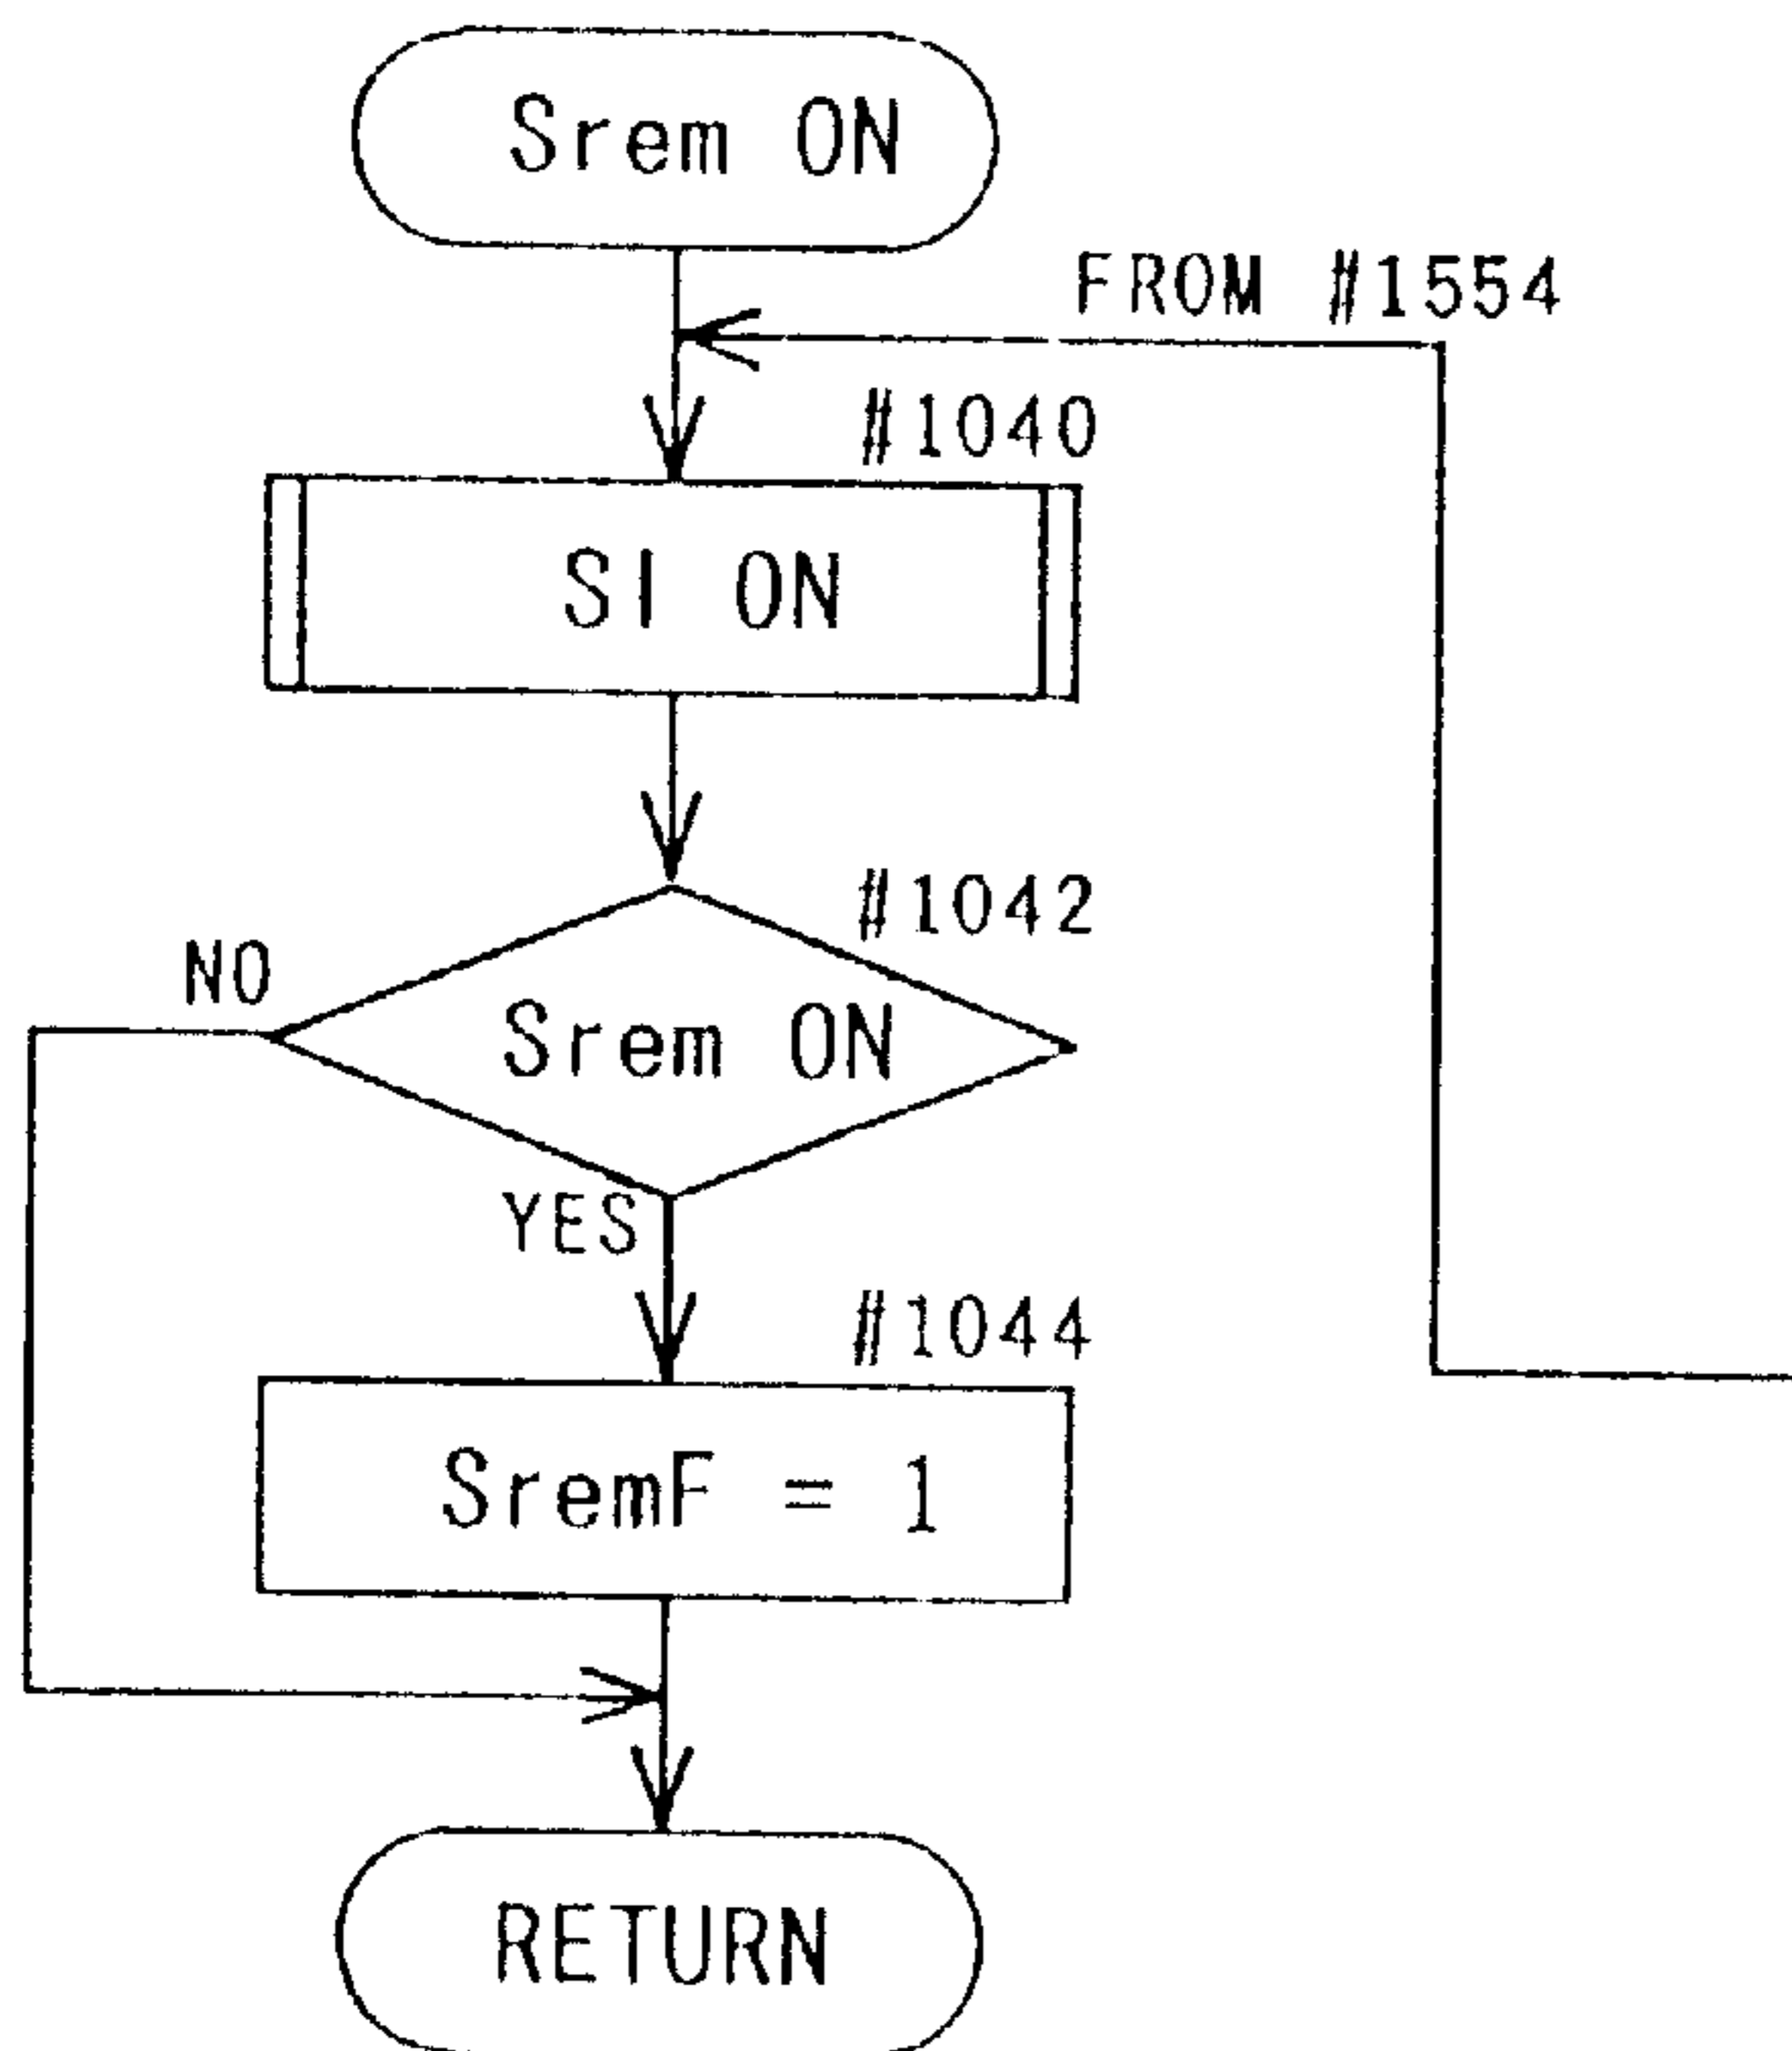 Srem ON
FROM #1554
#1040
SI ON
#1042
NO
Srem ON
YES
#1044
SremF = 1
RETURN